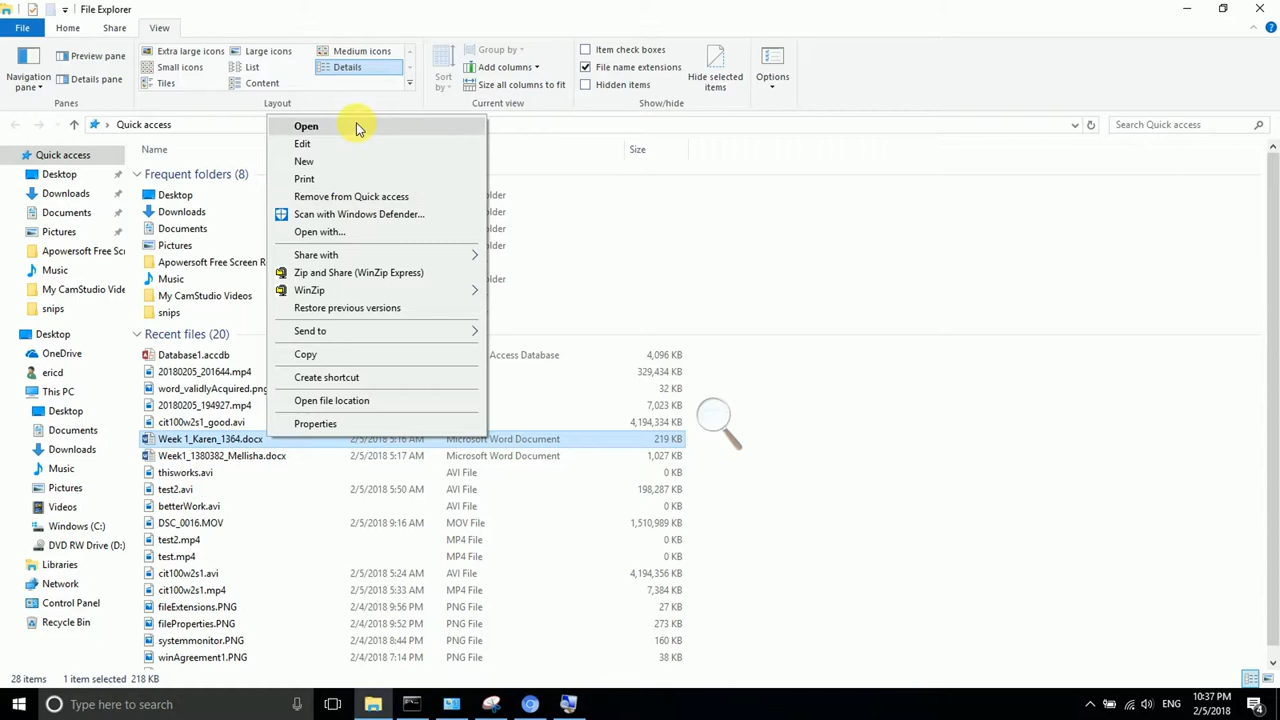 File Explorer
File Home Share View
Navigation pane
Preview pane
Details pane
Panes
Extra large icons Large icons Medium icons
Small icons List Details
Tiles Content
Layout
Sort by
Group by
Add columns
Size all columns to fit
Current view
Item check boxes
File name extensions
Hidden items
Hide selected items
Show/hide
Options
Quick access
Search Quick access
Name Size
Quick access
Desktop
Downloads
Documents
Pictures
Apowersoft Free Scr
Music
My CamStudio Vide
snips
Desktop
OneDrive
ericd
This PC
Desktop
Documents
Downloads
Music
Pictures
Videos
Windows (C:)
DVD RW Drive (D:)
Libraries
Network
Control Panel
Recycle Bin
Frequent folders (8)
Desktop older
Downloads older
Documents older
Pictures older
Apowersoft Free Screen R
Music older
My CamStudio Videos
snips
Recent files (20)
Database1.accdb Access Database 4,096 KB
20180205_201644.mp4 329,434 KB
word_validlyAcquired.png 32 KB
20180205_194927.mp4 7,023 KB
cit100w2s1_good.avi 4,194,334 KB
Week 1_Karen_1364.docx 2/5/2018 5:16 AM Microsoft Word Document 219 KB
Week1_1380382_Mellisha.docx 2/5/2018 5:17 AM Microsoft Word Document 1,027 KB
thisworks.avi AVI File 0 KB
test2.avi 2/5/2018 5:50 AM AVI File 198,287 KB
betterWork.avi AVI File 0 KB
DSC_0016.MOV 2/5/2018 9:16 AM MOV File 1,510,989 KB
test2.mp4 MP4 File 0 KB
test.mp4 MP4 File 0 KB
cit100w2s1.avi 2/5/2018 5:24 AM AVI File 4,194,356 KB
cit100w2s1.mp4 2/5/2018 5:33 AM MP4 File 7,384 KB
fileExtensions.PNG 2/4/2018 9:56 PM PNG File 27 KB
fileProperties.PNG 2/4/2018 9:52 PM PNG File 273 KB
systemmonitor.PNG 2/4/2018 8:44 PM PNG File 160 KB
winAgreement1.PNG 2/4/2018 7:14 PM PNG File 38 KB
Open
Edit
New
Print
Remove from Quick access
Scan with Windows Defender...
Open with...
Share with
Zip and Share (WinZip Express)
WinZip
Restore previous versions
Send to
Copy
Create shortcut
Open file location
Properties
28 items 1 item selected 218 KB
Type here to search
ENG
10:37 PM
2/5/2018